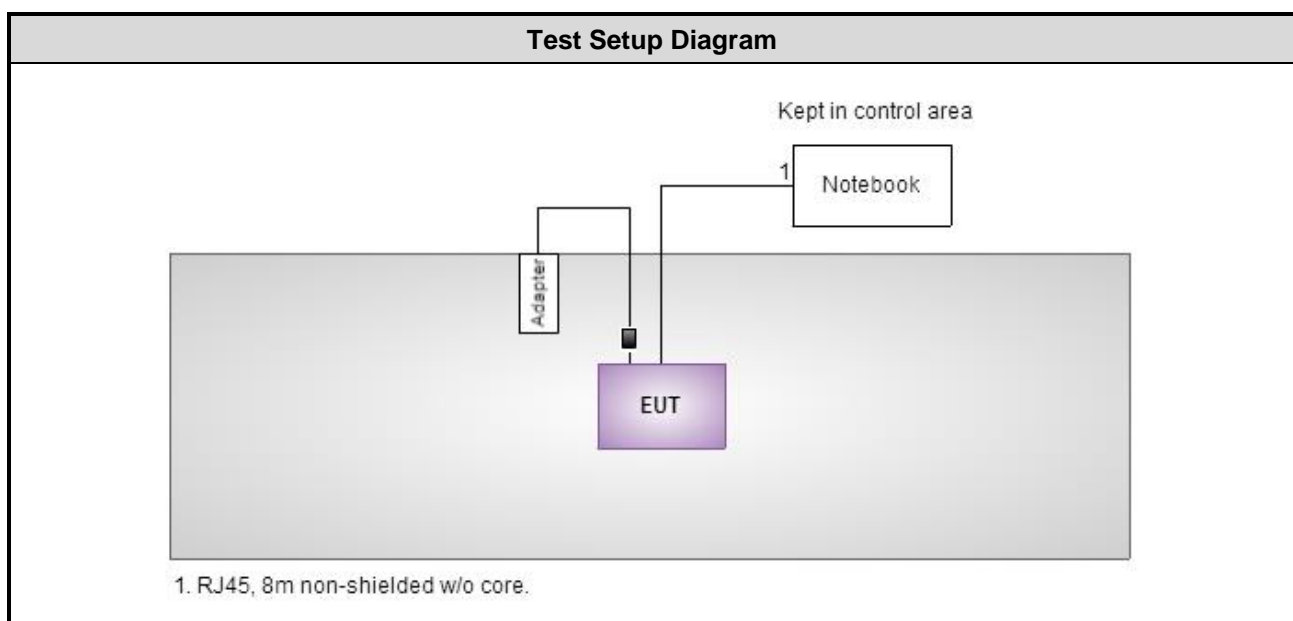 Test Setup Diagram
Kept in control area
1
Notebook
Adapter
EUT
1. RJ45, 8m non-shielded w/o core.